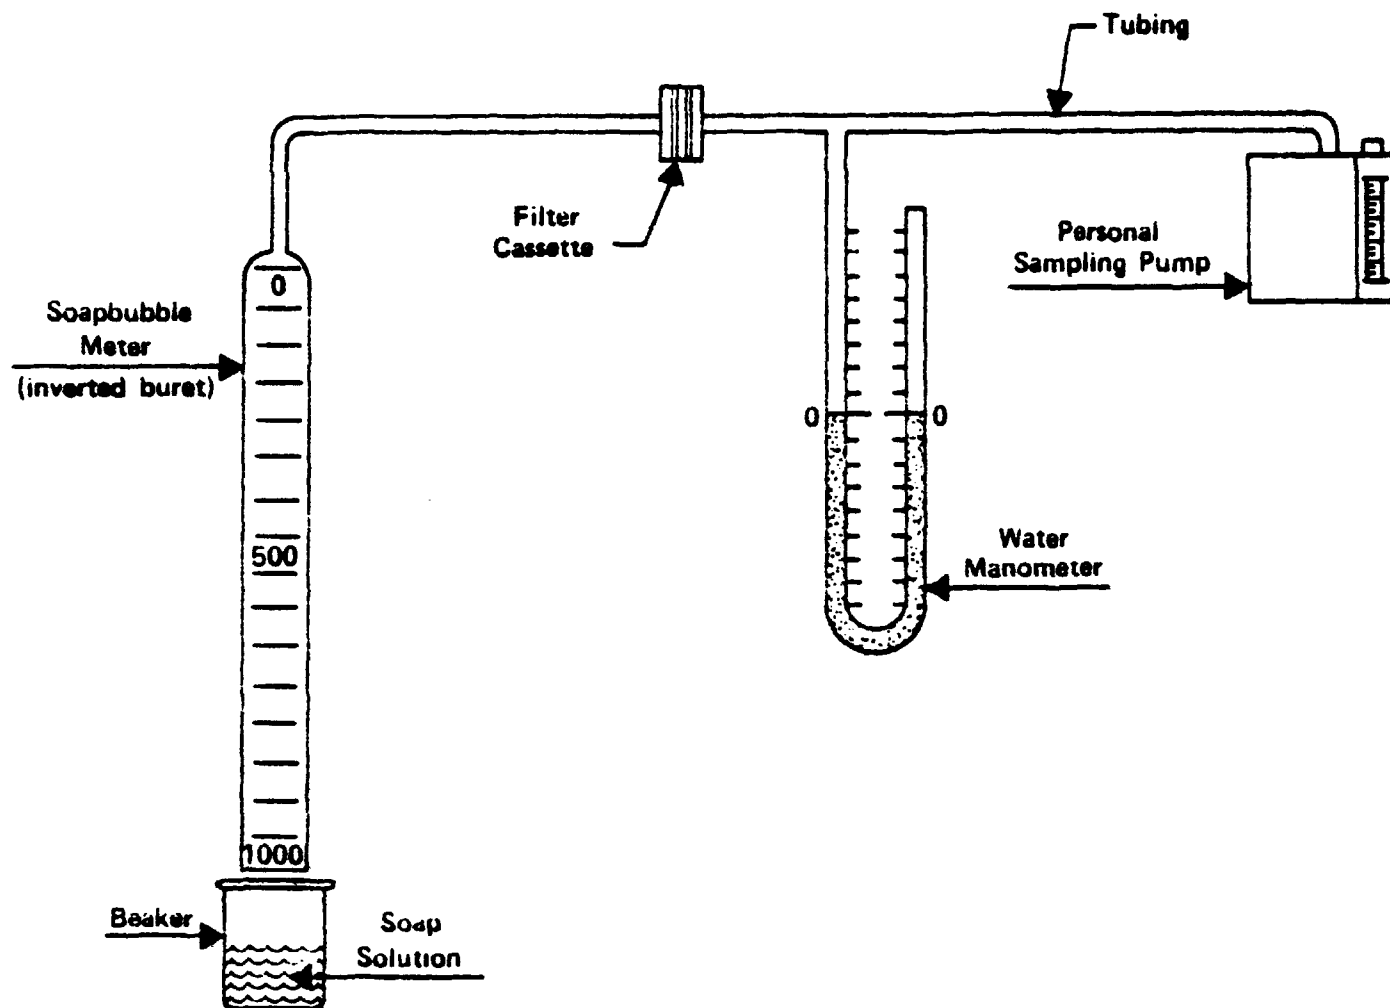 Tubing
Filter
Cassette
Personal
Sampling Pump
0
Soapbubble
Meter
(inverted buret)
0
0
500
Water
Manometer
1000
Beaker
Soap
Solution